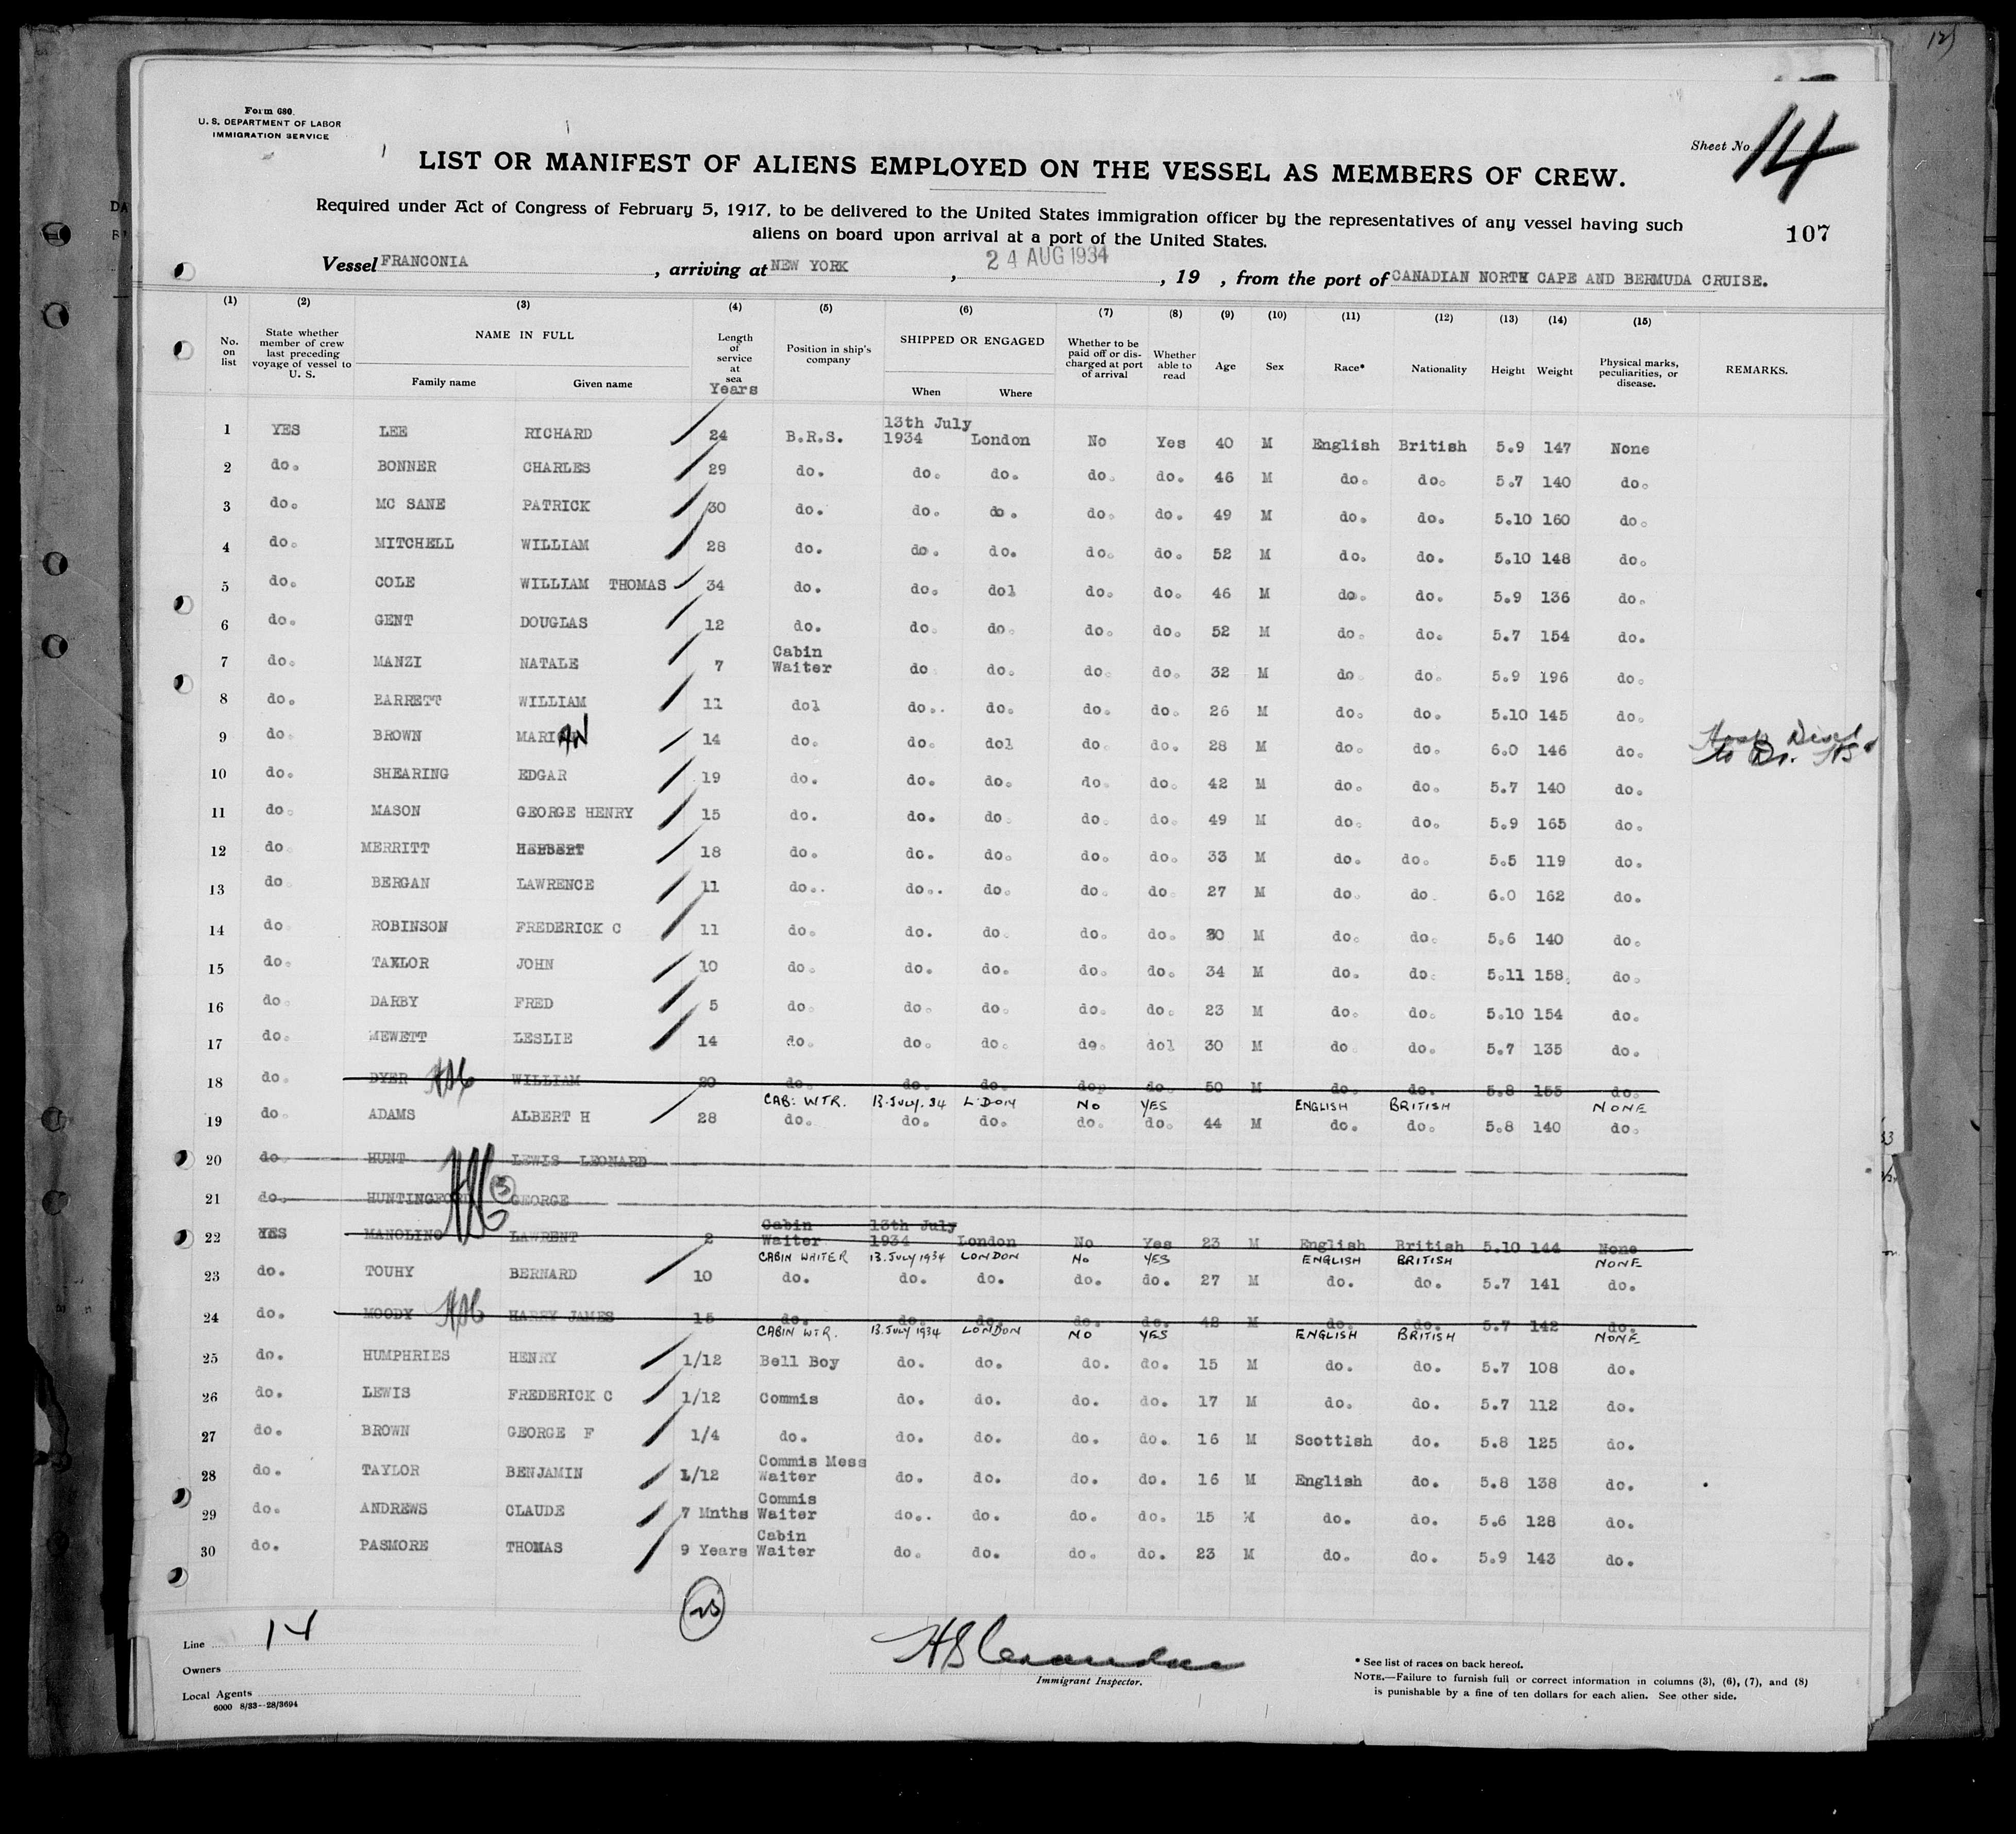 125
Form 680
U. S. DEPARTMENT OF LABOR
IMMIGRATION SERVICE
Sheet No. 14
LIST OR MANIFEST OF ALIENS EMPLOYED ON THE VESSEL AS MEMBERS OF CREW.
Required under Act of Congress of February 5, 1917, to be delivered to the United States immigration officer by the representatives of any vessel having such
aliens on board upon arrival at a port of the United States.
107
Vessel FRANCONIA, arriving at NEW YORK, 24 AUG 1934, 19 , from the port of CANADIAN NORTH CAPE AND BERMUDA CRUISE.
(1) (2) (3) (4) (5) (6) (7) (8) (9) (10) (11) (12) (13) (14) (15)
No. on list State whether member of crew last preceding voyage of vessel to U. S. NAME IN FULL Family name Given name Length of service at sea Years Position in ship's company SHIPPED OR ENGAGED When Where Whether to be paid off or discharged at port of arrival Whether able to read Age Sex Race* Nationality Height Weight Physical marks, peculiarities, or disease. REMARKS.
1 YES LEE RICHARD 24 B.R.S. 13th July 1934 London No Yes 40 M English British 5.9 147 None
2 do. BONNER CHARLES 29 do. do. do. do. do. 46 M do. do. 5.7 140 do.
3 do. MC SANE PATRICK 30 do. do. do. do. do. 49 M do. do. 5.10 160 do.
4 do. MITCHELL WILLIAM 28 do. do. do. do. do. 52 M do. do. 5.10 148 do.
5 do. COLE WILLIAM THOMAS 34 do. do. dol do. do. 46 M do. do. 5.9 136 do.
6 do. GENT DOUGLAS 12 do. do. do. do. do. 52 M do. do. 5.7 154 do.
7 do. MANZI NATALE 7 Cabin Waiter do do. do. do. 32 M do do. 5.9 196 do.
8 do. BARRETT WILLIAM 11 dol do.. do. do. do. 26 M do. do. 5.10 145 do.
9 do. BROWN MARIAN 14 do. do. dol do. do. 28 M do. do. 6.0 146 do.
10 do. SHEARING EDGAR 19 do. do. do. do. do. 42 M do. do. 5.7 140 do.
11 do. MASON GEORGE HENRY 15 do. do. do. do. do. 49 M do. do. 5.9 165 do.
12 do. MERRITT HERBERT 18 do. do. do. do. do. 33 M do. do. 5.5 119 do.
13 do BERGAN LAWRENCE 11 do.. do.. do. do. do. 27 M do. do. 6.0 162 do.
14 do. ROBINSON FREDERICK C 11 do. do. do. do. do. 30 M do. do. 5.6 140 do.
15 do. TAYLOR JOHN 10 do. do. do. do. do. 34 M do. do. 5.11 158. do.
16 do. DARBY FRED 5 do. do. do. do. do. 23 M do. do. 5.10 154 do.
17 do. MEWETT LESLIE 14 do. do. do. do. dol 30 M do do. 5.7 135 do.
18 do. DYER WILLIAM 20 do. do. do. dop do. 50 M do. do. 5.8 155 do.
CAB: WTR. 13.JULY.34 L'DON NO YES ENGLISH BRITISH NONE
19 do. ADAMS ALBERT H 28 do. do. do. do. do. 44 M do. do. 5.8 140 do.
20 do HUNT LEWIS LEONARD
21 do. HUNTINGFORD 3 GEORGE
22 YES MANOLINO LAWRENT 2 Cabin Waiter 13th July 1934 London No Yes 23 M English British 5.10 144 None
CABIN WAITER 13.JULY 1934 LONDON NO YES ENGLISH BRITISH NONE
23 do. TOUHY BERNARD 10 do. do. do. do. do. 27 M do. do. 5.7 141 do.
24 do. MOODY HARRY JAMES 15 do. do. do. do. do. 42 M do. do. 5.7 142 do.
CABIN WTR. 13.JULY 1934 LONDON NO YES ENGLISH BRITISH NONE
25 do. HUMPHRIES HENRY 1/12 Bell Boy do. do. do. do. 15 M do. do. 5.7 108 do.
26 do. LEWIS FREDERICK C 1/12 Commis do. do. do. do. 17 M do. do. 5.7 112 do.
27 do. BROWN GEORGE F 1/4 do. do. do. do. do. 16 M Scottish do. 5.8 125 do.
28 do. TAYLOR BENJAMIN 1/12 Commis Mess Waiter do. do. do. do. 16 M English do. 5.8 138 do.
29 do. ANDREWS CLAUDE 7 Mnths Commis Waiter do.. do. do. do. 15 M do. do. 5.6 128 do.
30 do. PASMORE THOMAS 9 Years Cabin Waiter do. do. do. do. 23 M do. do. 5.9 143 do.
25
Line 14
Owners
Local Agents
6000 8/33--28/3694
Immigrant Inspector.
* See list of races on back hereof.
NOTE.—Failure to furnish full or correct information in columns (3), (6), (7), and (8)
is punishable by a fine of ten dollars for each alien. See other side.